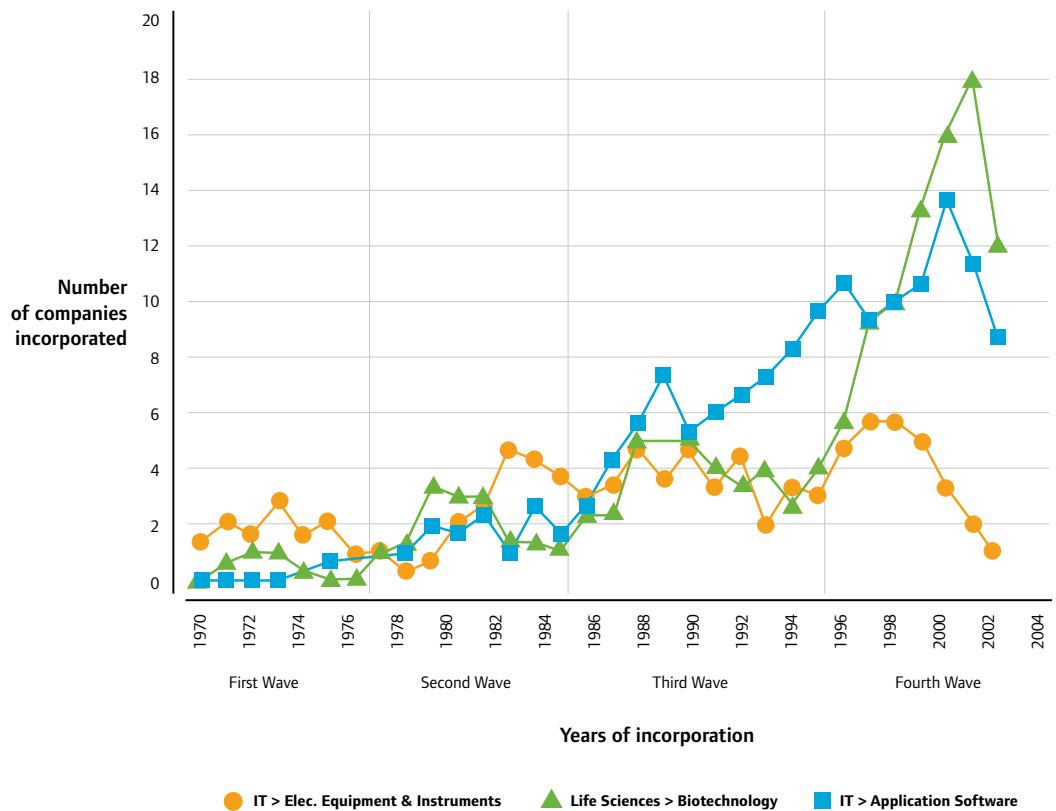 20
18
16
14
12
10
8
6
4
2
0
Number
of companies
incorporated
1970
1972
1974
1976
1978
1980
1982
1984
1986
1988
1990
1992
1994
1996
1998
2000
2002
2004
First Wave
Second Wave
Third Wave
Fourth Wave
Years of incorporation
IT > Elec. Equipment & Instruments
Life Sciences > Biotechnology
IT > Application Software